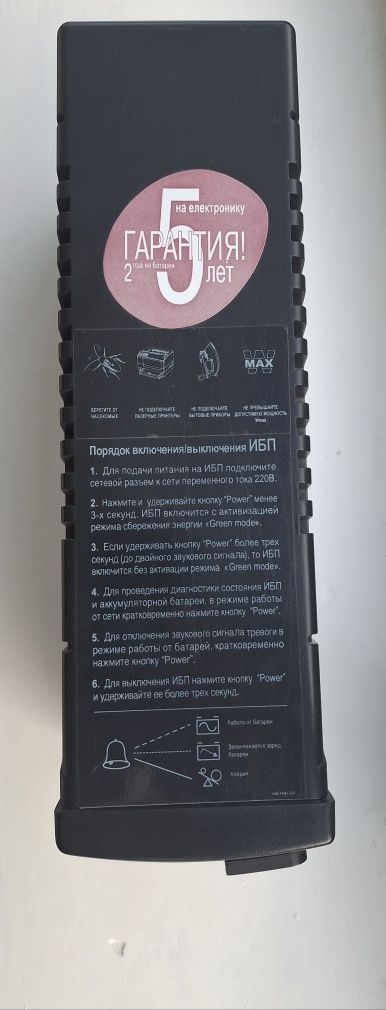 5
на електронику
ГАРАНТИЯ!
2 года на батареи
лет
W
MAX
БЕРЕГИТЕ ОТ
НАСЕКОМЫХ
НЕ ПОДКЛЮЧАЙТЕ
ЛАЗЕРНЫЕ ПРИНТЕРЫ
НЕ ПОДКЛЮЧАЙТЕ
БЫТОВЫЕ ПРИБОРЫ
НЕ ПРЕВЫШАЙТЕ
ДОПУСТИМУЮ МОЩНОСТЬ
Wmax
Порядок включения/выключения ИБП
1. Для подачи питания на ИБП подключите
сетевой разъем к сети переменного тока 220В.
2. Нажмите и удерживайте кнопку "Power" менее
3-х секунд. ИБП включится с активизацией
режима сбережения энергии «Green mode».
3. Если удерживать кнопку "Power" более трех
секунд (до двойного звукового сигнала), то ИБП
включится без активации режима «Green mode».
4. Для проведения диагностики состояния ИБП
и аккумуляторной батареи, в режиме работы
от сети кратковременно нажмите кнопку "Power".
5. Для отключения звукового сигнала тревоги в
режиме работы от батарей, кратковременно
нажмите кнопку "Power".
6. Для выключения ИБП нажмите кнопку "Power"
и удерживайте ее более трех секунд.
Работа от батареи
Заканчивается заряд
батареи
Авария